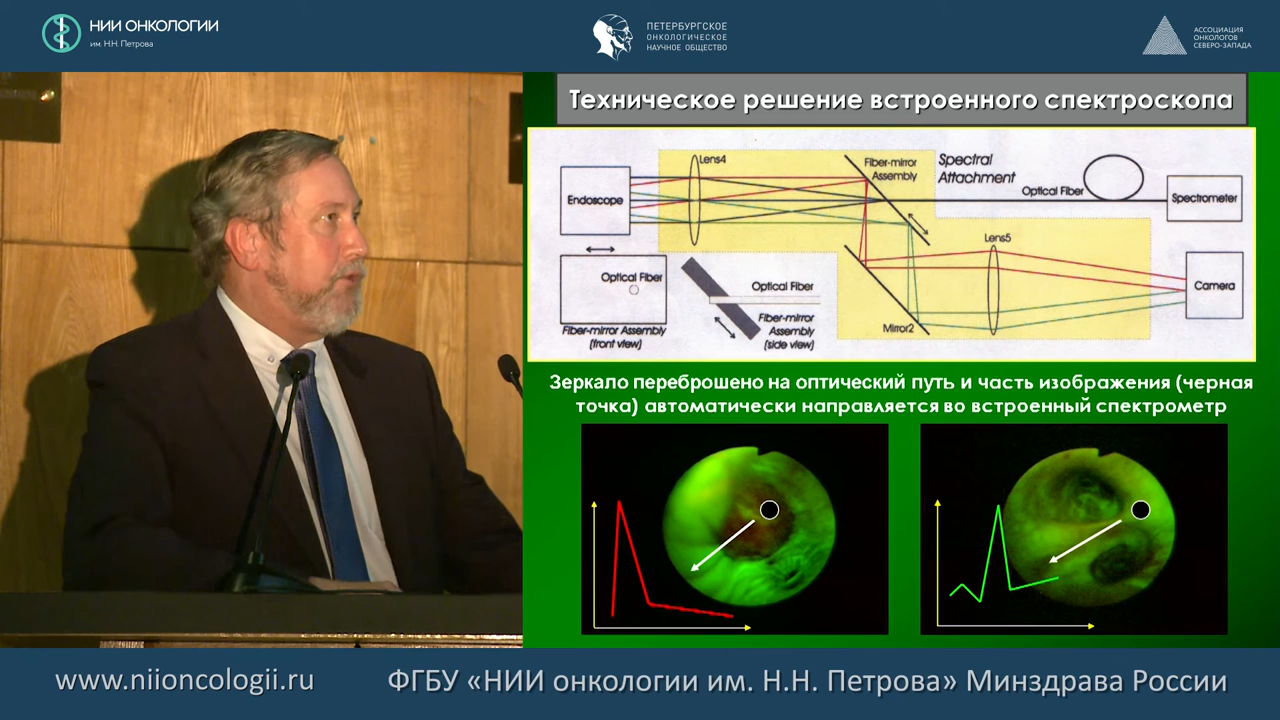 НИИ ОНКОЛОГИИ
им. Н.Н. Петрова
ПЕТЕРБУРГСКОЕ
ОНКОЛОГИЧЕСКОЕ
НАУЧНОЕ ОБЩЕСТВО
АССОЦИАЦИЯ
ОНКОЛОГОВ
СЕВЕРО-ЗАПАДА
Техническое решение встроенного спектроскопа
Endoscope
Lens4
Fiber-mirror
Assembly
Spectral
Attachment
Optical Fiber
Spectrometer
Optical Fiber
Fiber-mirror Assembly
(front view)
Optical Fiber
Fiber-mirror
Assembly
(side view)
Mirror2
Lens5
Camera
Зеркало переброшено на оптический путь и часть изображения (черная
точка) автоматически направляется во встроенный спектрометр
www.niioncologii.ru
ФГБУ «НИИ онкологии им. Н.Н. Петрова» Минздрава России